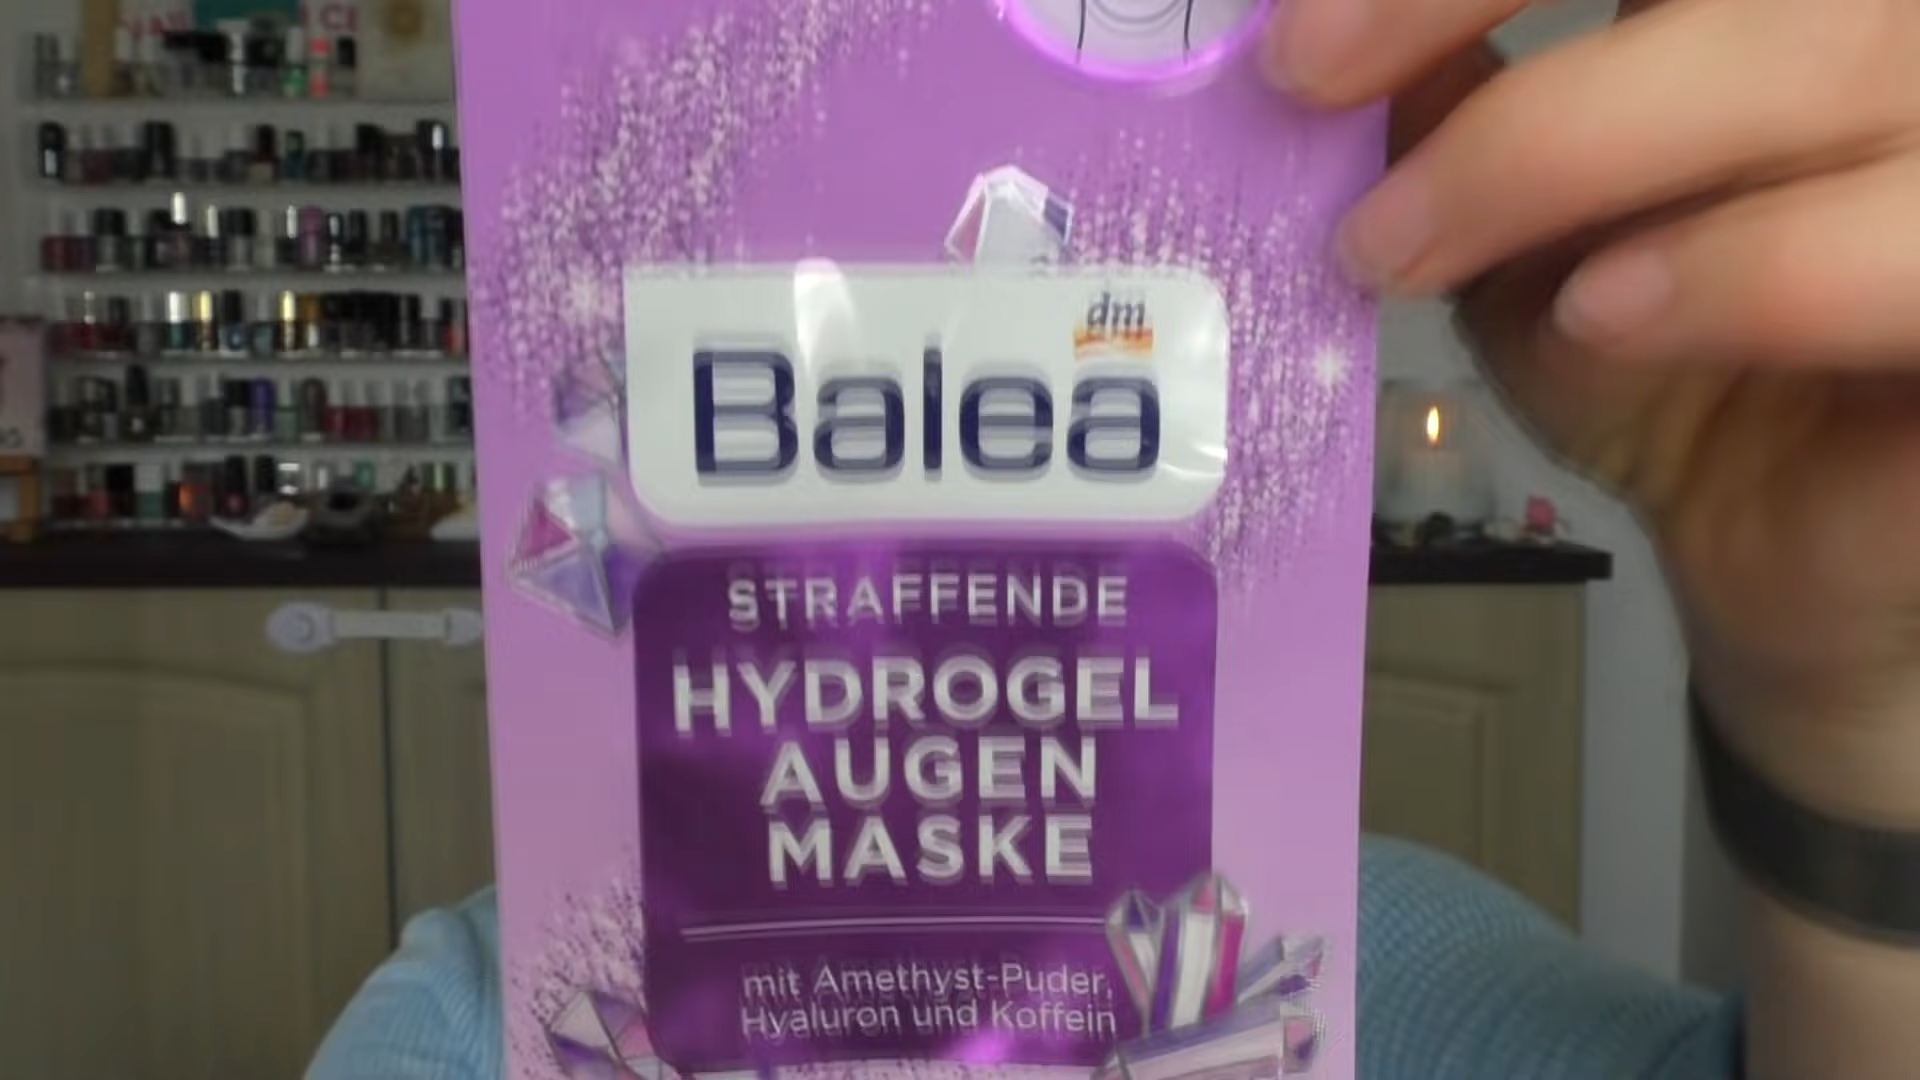 dm
Balea
STRAFFENDE
HYDROGEL
AUGEN
MASKE
mit Amethyst-Puder,
Hyaluron und Koffein